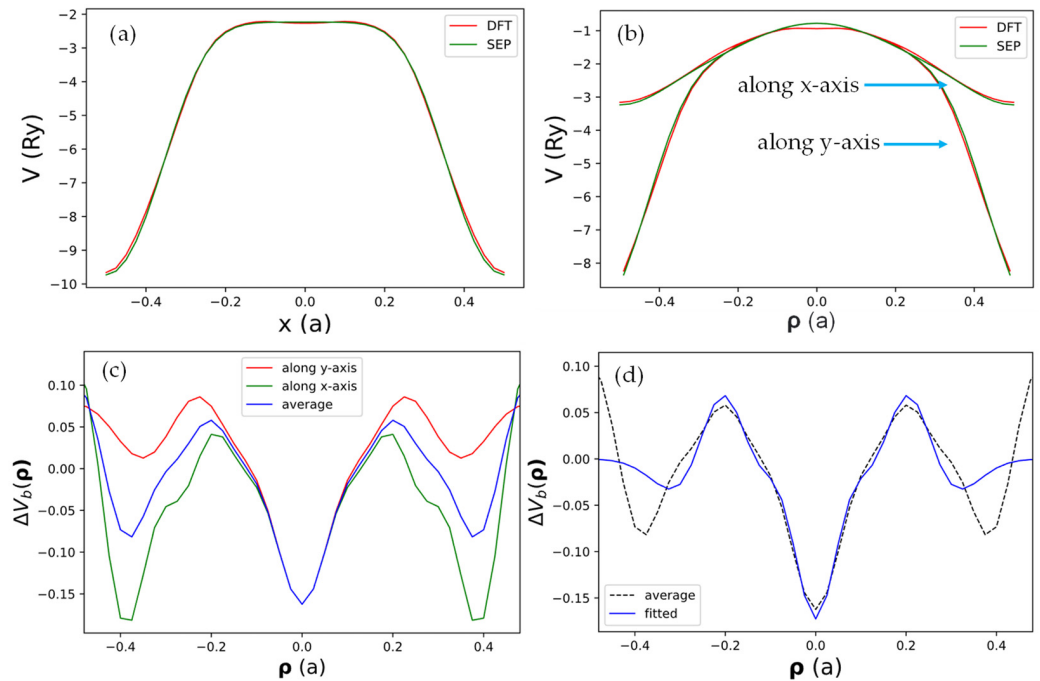 (a)
DFT
SEP
V (Ry)
−2
−3
−4
−5
−6
−7
−8
−9
−10
−0.4
−0.2
0.0
0.2
0.4
x (a)
(b)
DFT
SEP
along x-axis
along y-axis
V (Ry)
−1
−2
−3
−4
−5
−6
−7
−8
−0.4
−0.2
0.0
0.2
0.4
ρ (a)
(c)
along y-axis
along x-axis
average
ΔV_b(ρ)
0.10
0.05
0.00
−0.05
−0.10
−0.15
−0.4
−0.2
0.0
0.2
0.4
ρ (a)
(d)
average
fitted
ΔV_b(ρ)
0.10
0.05
0.00
−0.05
−0.10
−0.15
−0.4
−0.2
0.0
0.2
0.4
ρ (a)